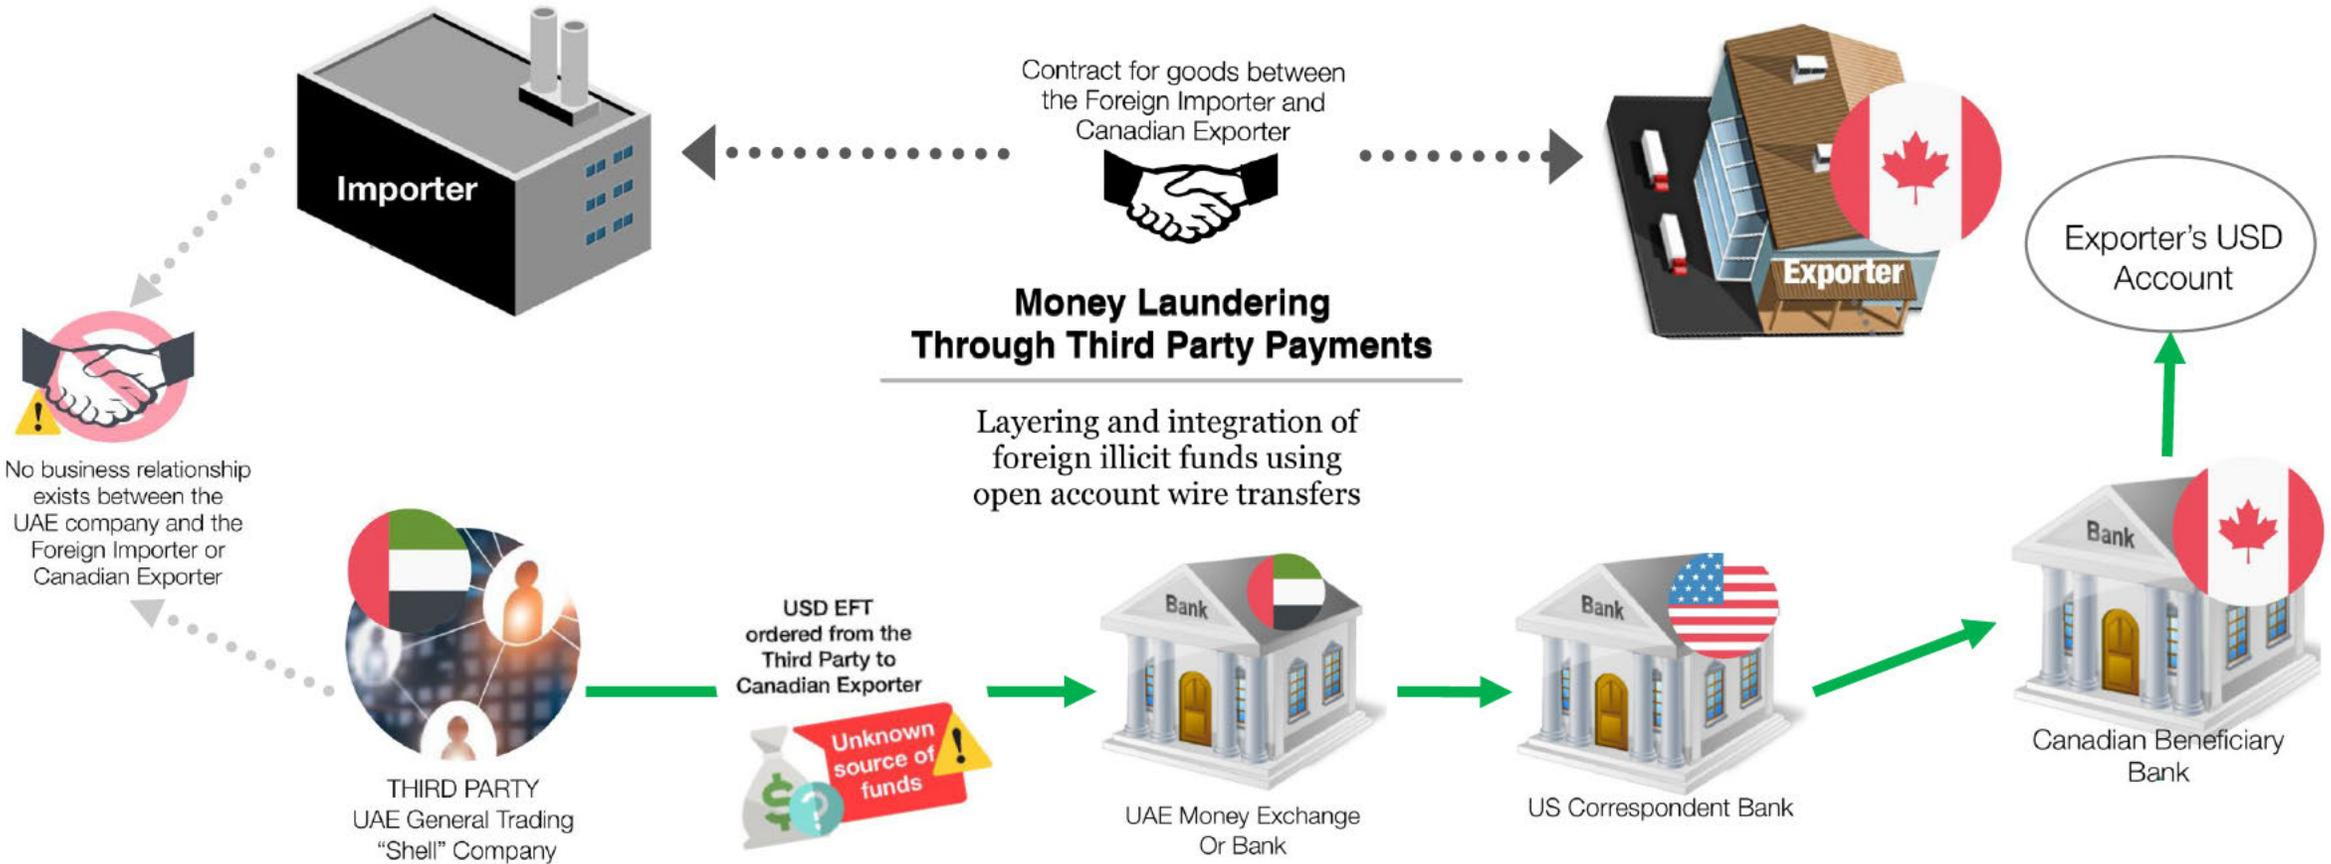 Contract for goods between
the Foreign Importer and
Canadian Exporter
Importer
Exporter
Exporter's USD
Account
Money Laundering
Through Third Party Payments
Layering and integration of
foreign illicit funds using
open account wire transfers
No business relationship
exists between the
UAE company and the
Foreign Importer or
Canadian Exporter
THIRD PARTY
UAE General Trading
“Shell” Company
USD EFT
ordered from the
Third Party to
Canadian Exporter
Unknown
source of
funds
$
?
!
!
Bank
UAE Money Exchange
Or Bank
Bank
US Correspondent Bank
Bank
Canadian Beneficiary
Bank